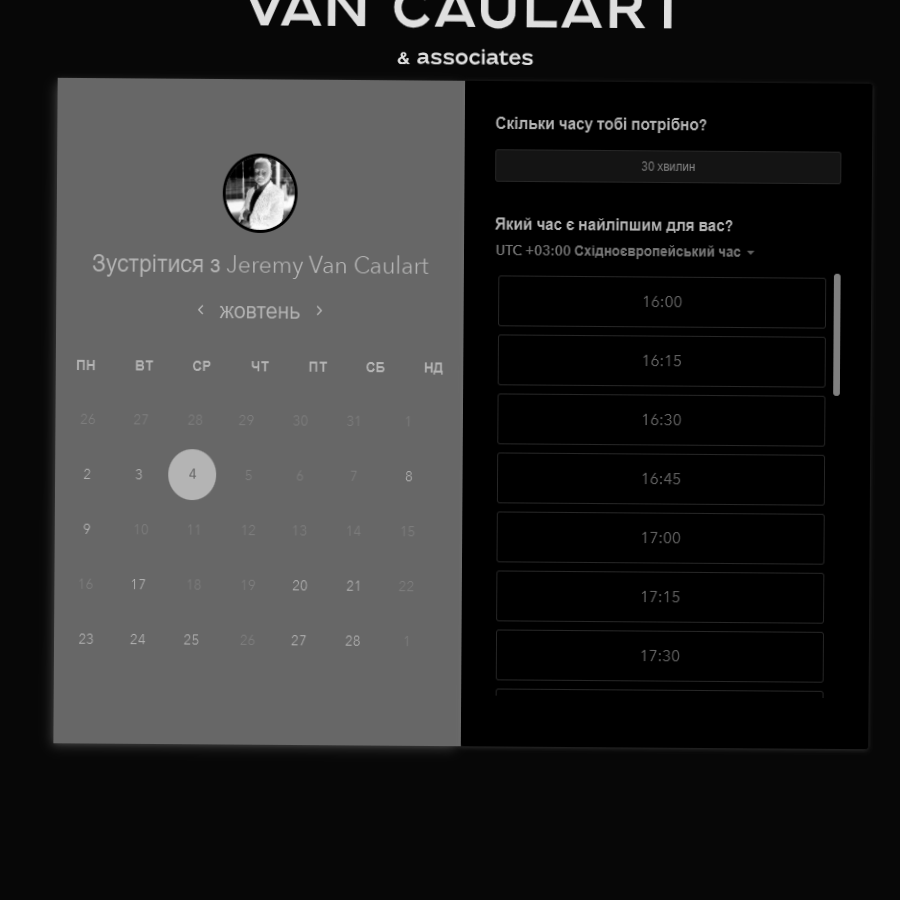 VAN CAULART
& associates
Зустрітися з Jeremy Van Caulart
жовтень
ПН ВТ СР ЧТ ПТ СБ НД
26 27 28 29 30 31 1
2 3 4 5 6 7 8
9 10 11 12 13 14 15
16 17 18 19 20 21 22
23 24 25 26 27 28 1
Скільки часу тобі потрібно?
30 хвилин
Який час є найліпшим для вас?
UTC +03:00 Східноєвропейський час
16:00
16:15
16:30
16:45
17:00
17:15
17:30